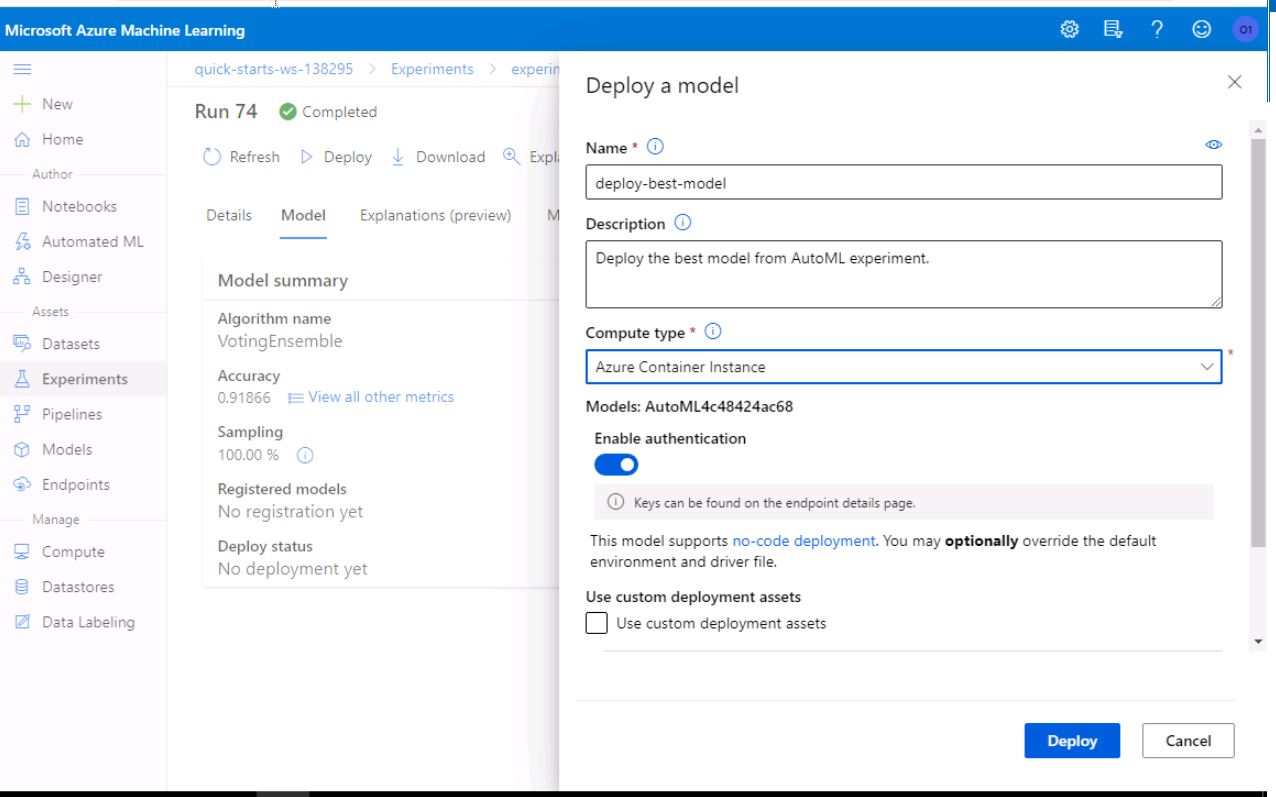 Microsoft Azure Machine Learning
O1
New
Home
Author
Notebooks
Automated ML
Designer
Assets
Datasets
Experiments
Pipelines
Models
Endpoints
Manage
Compute
Datastores
Data Labeling
quick-starts-ws-138295 > Experiments > experin
Run 74 Completed
Refresh Deploy Download Expla
Details Model Explanations (preview) M
Model summary
Algorithm name
VotingEnsemble
Accuracy
0.91866 View all other metrics
Sampling
100.00 %
Registered models
No registration yet
Deploy status
No deployment yet
Deploy a model
Name *
deploy-best-model
Description
Deploy the best model from AutoML experiment.
Compute type *
Azure Container Instance *
Models: AutoML4c48424ac68
Enable authentication
Keys can be found on the endpoint details page.
This model supports no-code deployment. You may optionally override the default
environment and driver file.
Use custom deployment assets
Use custom deployment assets
Deploy Cancel